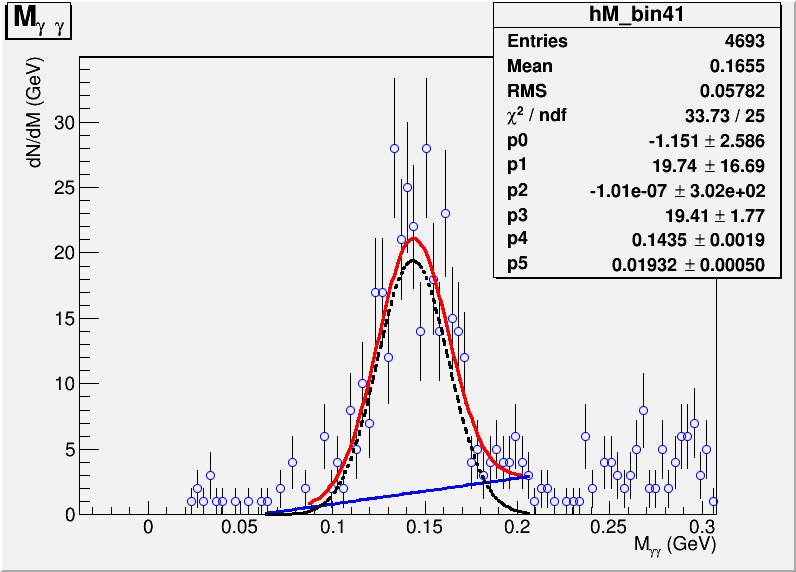 Mγ γ
hM_bin41
Entries 4693
Mean 0.1655
RMS 0.05782
χ² / ndf 33.73 / 25
p0 -1.151 ± 2.586
p1 19.74 ± 16.69
p2 -1.01e-07 ± 3.02e+02
p3 19.41 ± 1.77
p4 0.1435 ± 0.0019
p5 0.01932 ± 0.00050
dN/dM (GeV)
30
25
20
15
10
5
0
0 0.05 0.1 0.15 0.2 0.25 0.3
Mγγ (GeV)